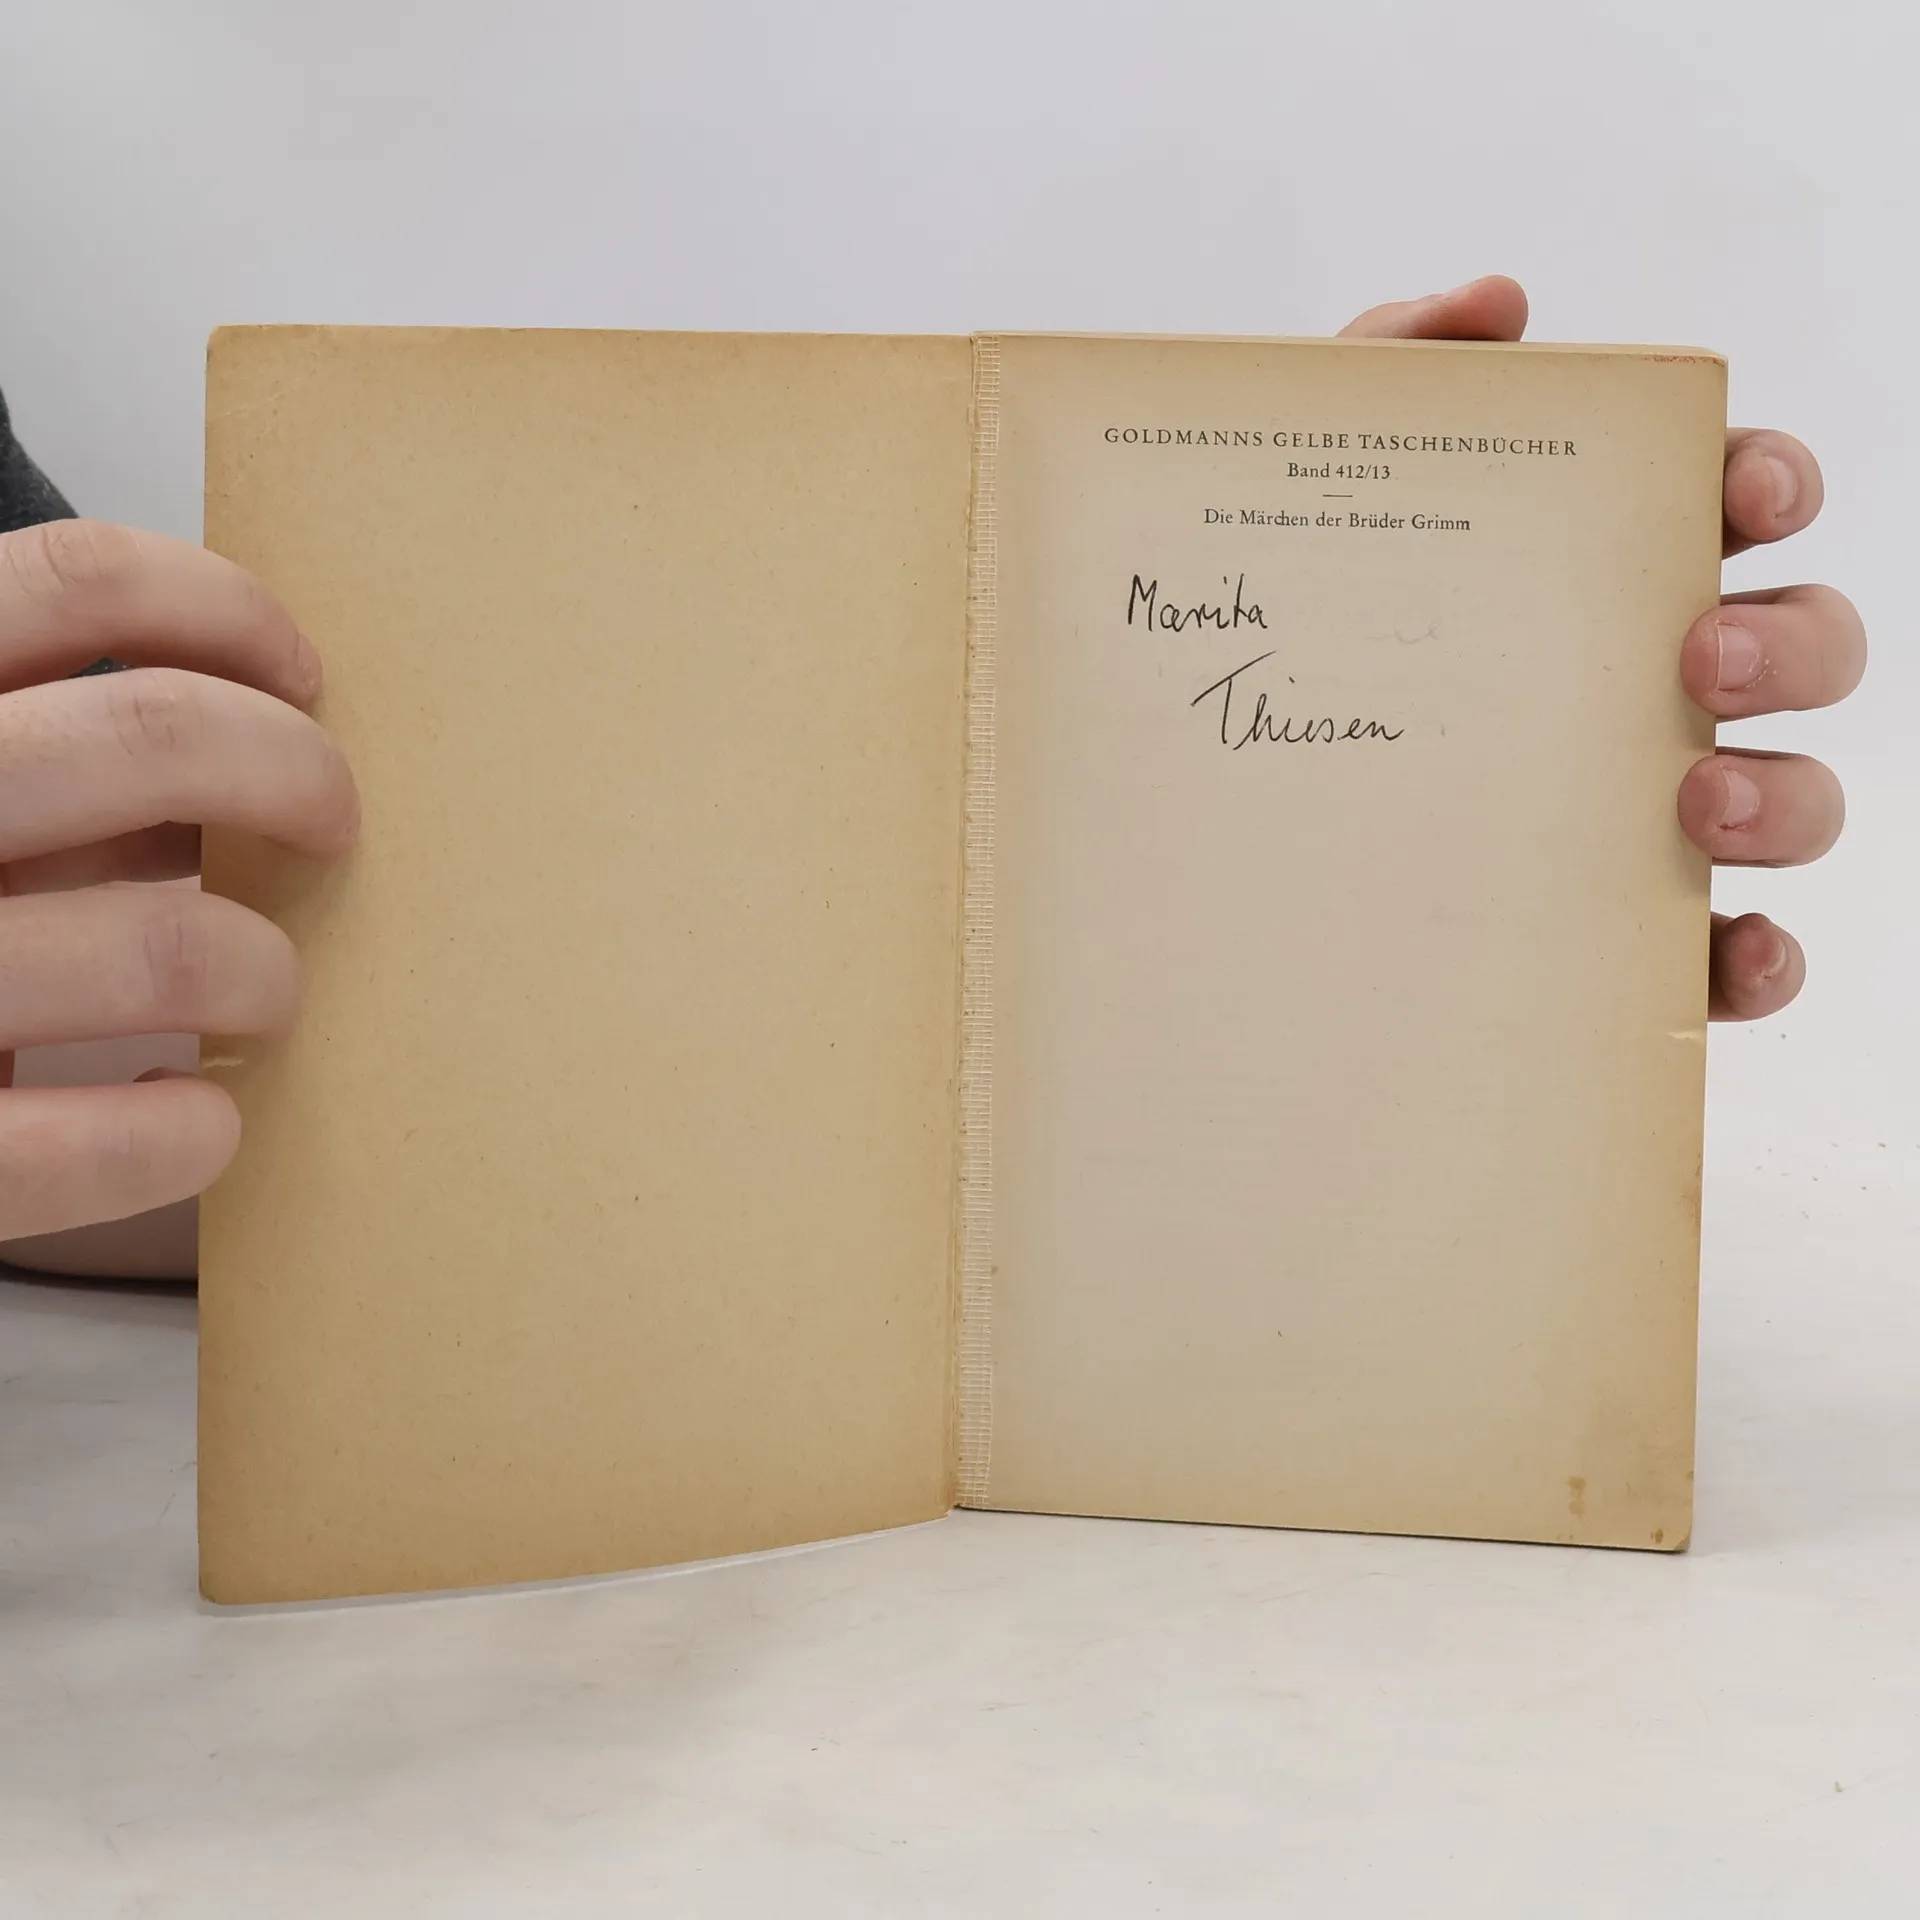 GOLDMANNS GELBE TASCHENBÜCHER
Band 412/13
Die Märchen der Brüder Grimm
Marita
Thiesen